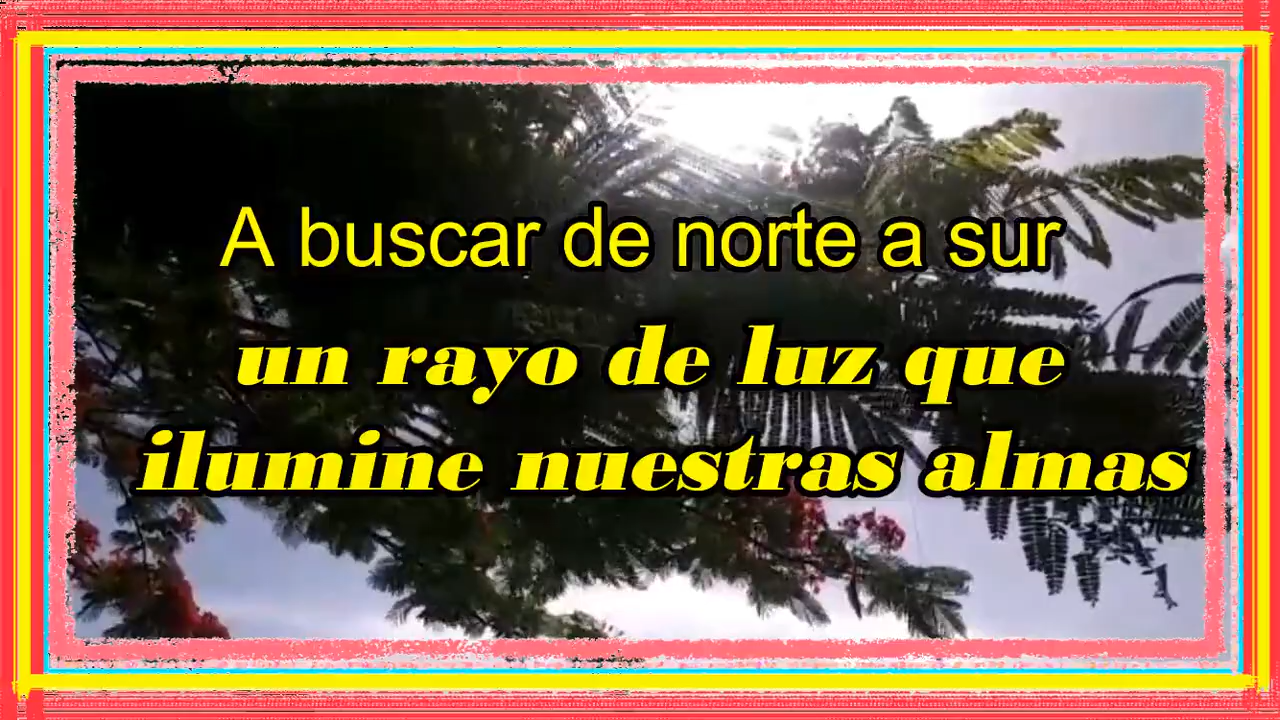 A buscar de norte a sur
un rayo de luz que
ilumine nuestras almas